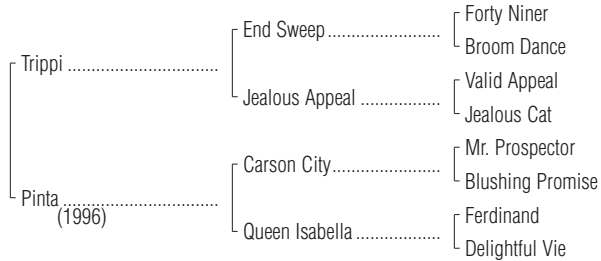 Forty Niner
End Sweep
Broom Dance
Trippi
Valid Appeal
Jealous Appeal
Jealous Cat
Mr. Prospector
Carson City
Blushing Promise
Pinta
(1996)
Ferdinand
Queen Isabella
Delightful Vie